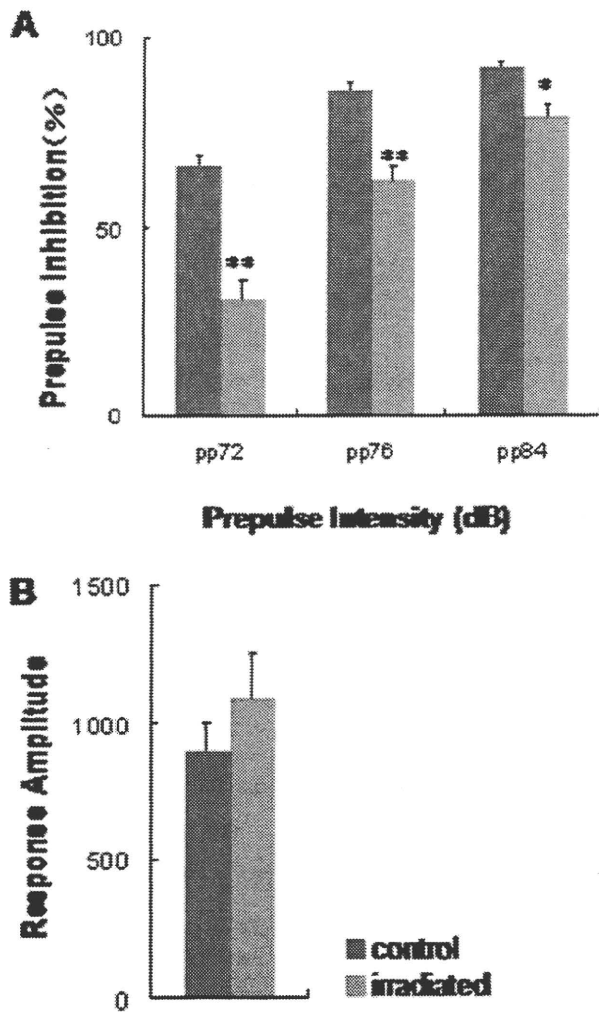 A
100
50
0
Prepulse Inhibition(%)
** ** *
pp72 pp76 pp84
Prepulse Intensity (dB)
B
1500
1000
500
0
Response Amplitude
control
irradiated